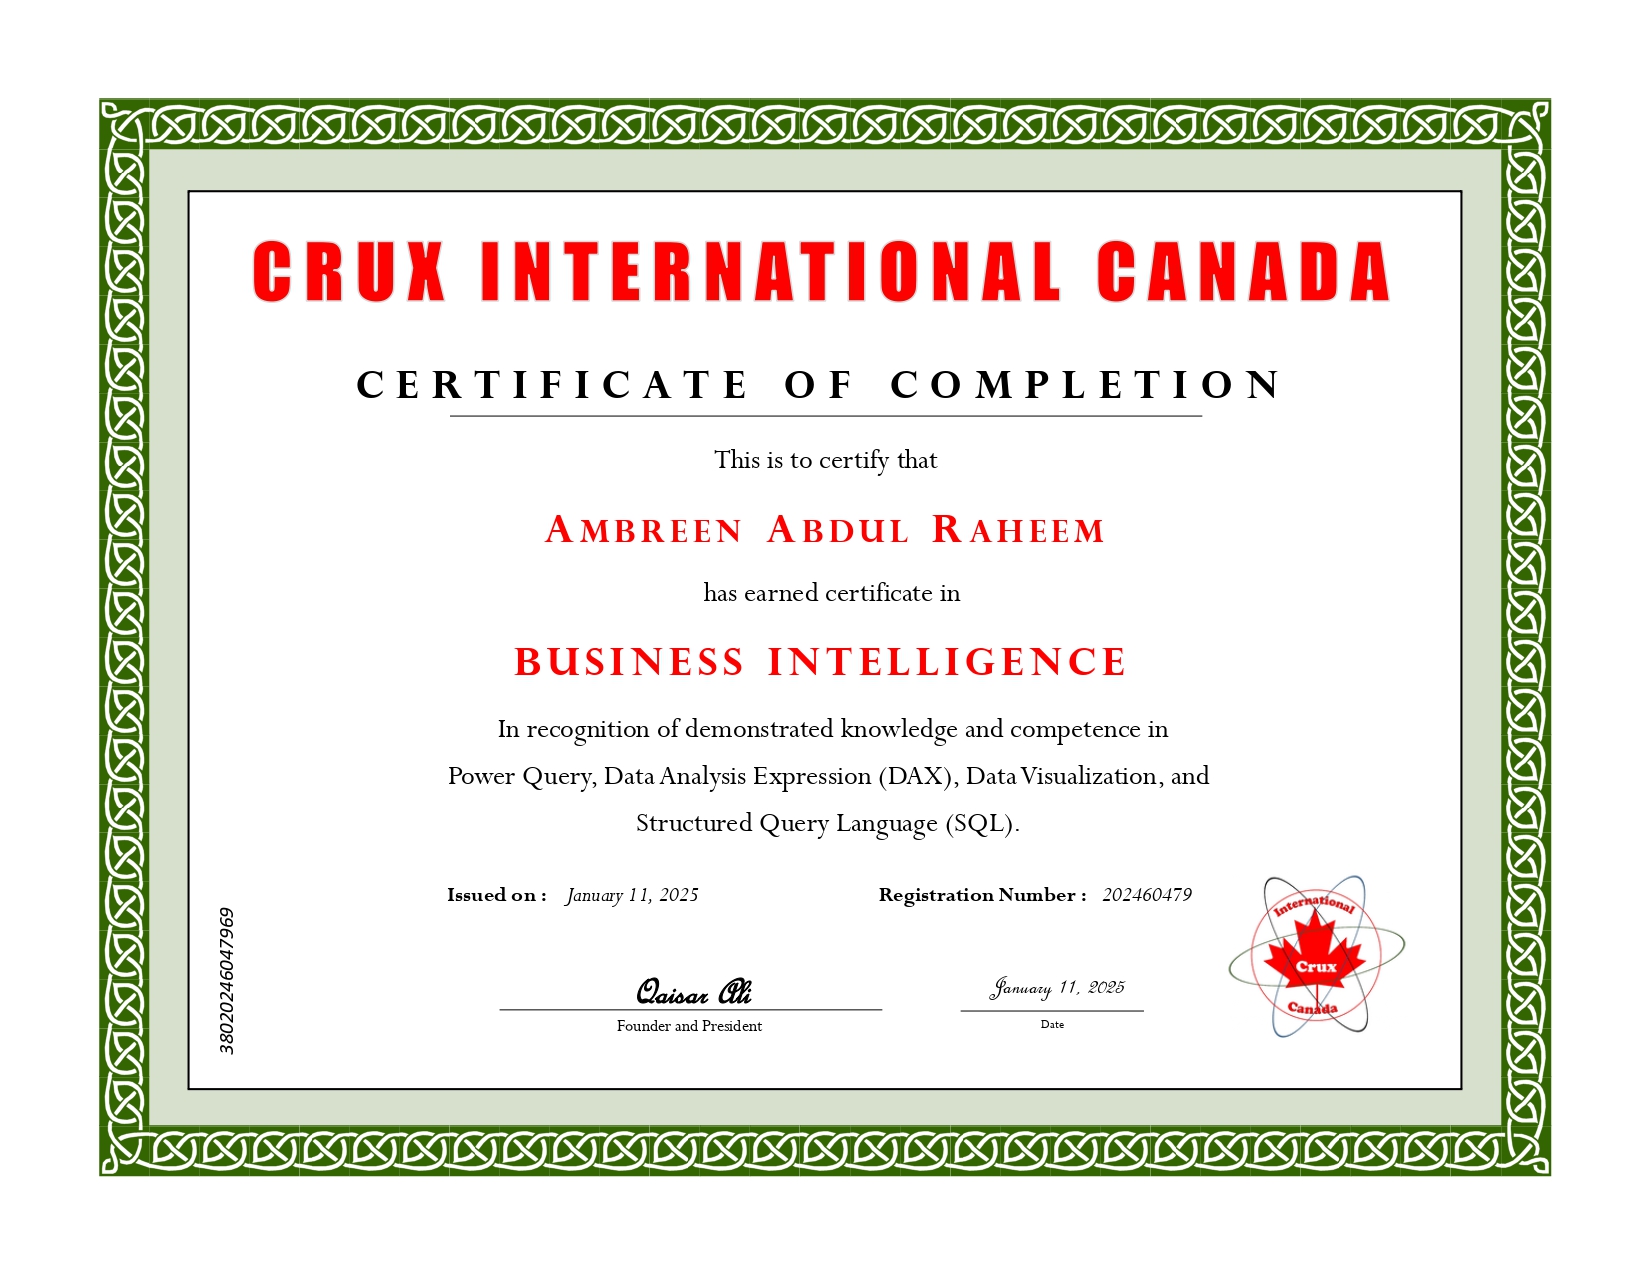 CRUX INTERNATIONAL CANADA
CERTIFICATE OF COMPLETION
This is to certify that
AMBREEN ABDUL RAHEEM
has earned certificate in
BUSINESS INTELLIGENCE
In recognition of demonstrated knowledge and competence in
Power Query, Data Analysis Expression (DAX), Data Visualization, and
Structured Query Language (SQL).
Issued on : January 11, 2025 Registration Number : 202460479
38020246047969
Qaisar Ali January 11, 2025
Founder and President Date
International
Crux
Canada